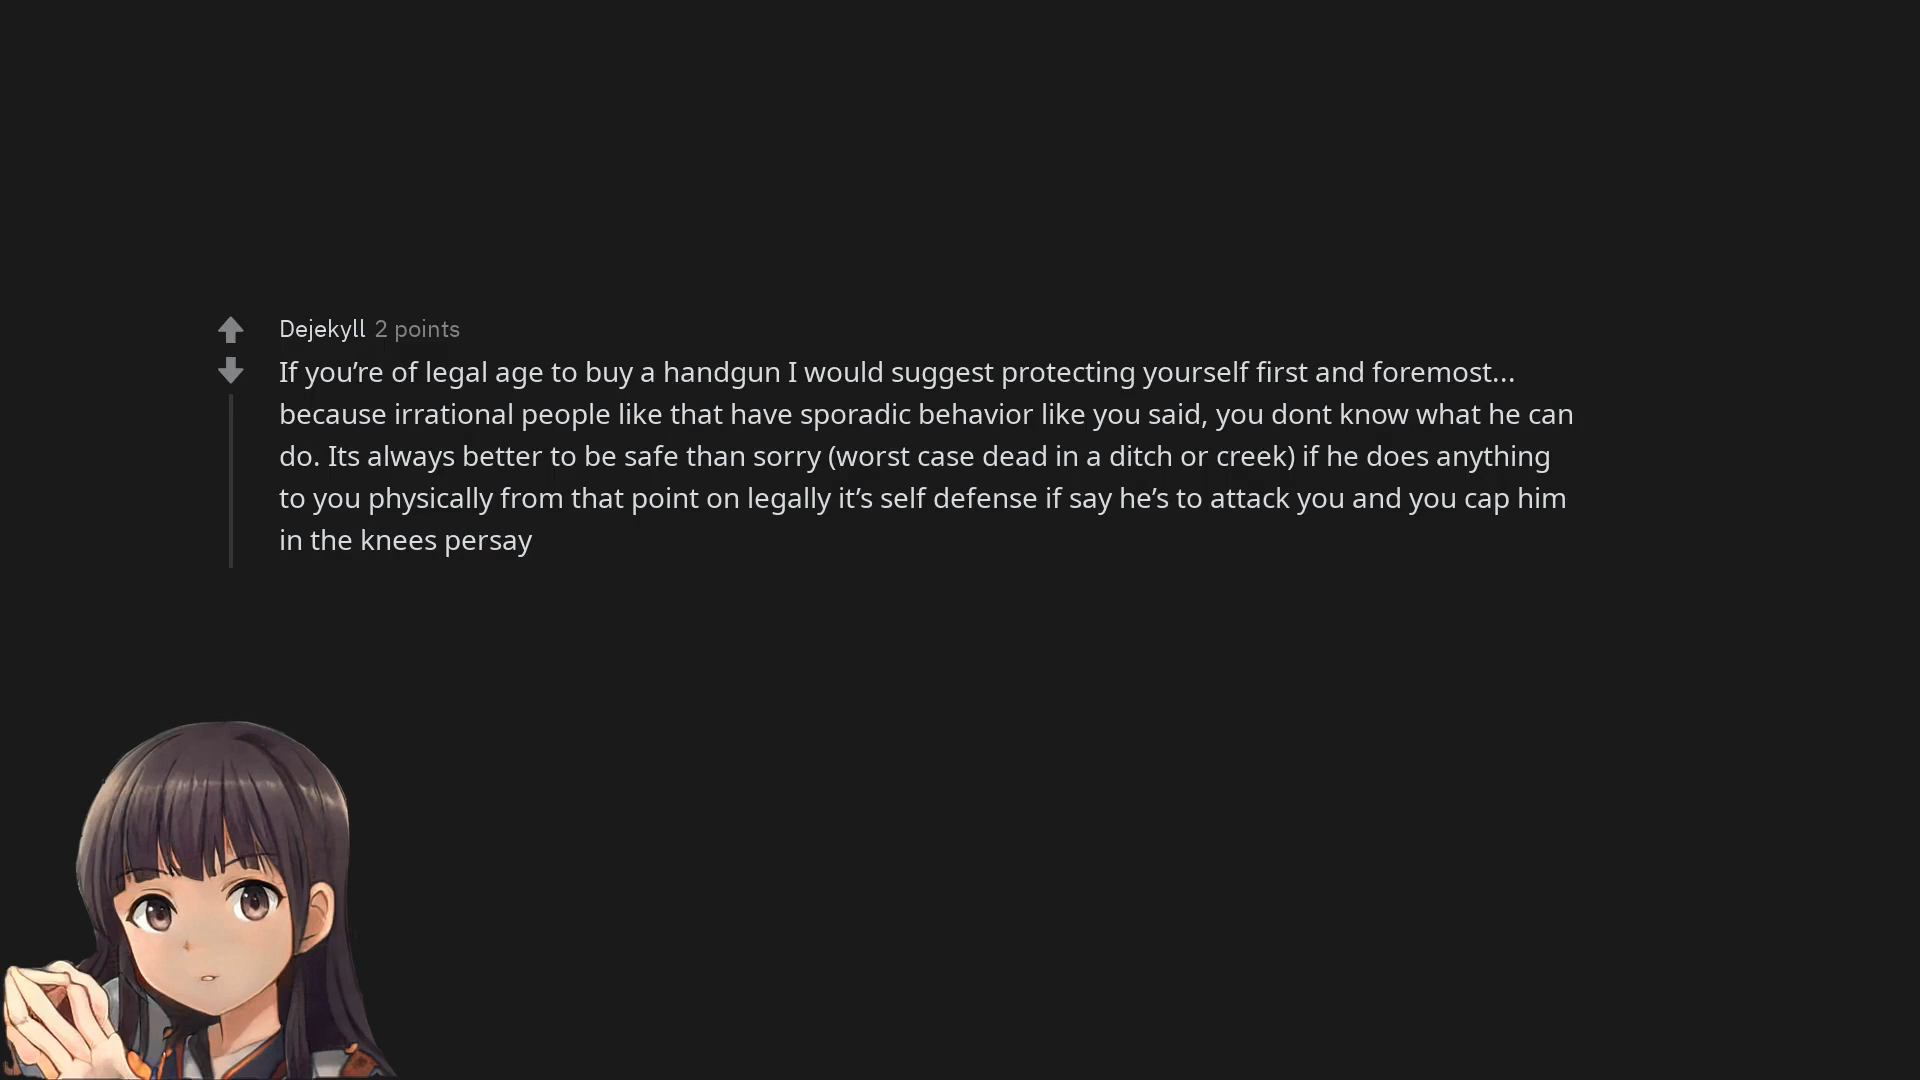 Dejekyll 2 points
If you’re of legal age to buy a handgun I would suggest protecting yourself first and foremost...
because irrational people like that have sporadic behavior like you said, you dont know what he can
do. Its always better to be safe than sorry (worst case dead in a ditch or creek) if he does anything
to you physically from that point on legally it’s self defense if say he’s to attack you and you cap him
in the knees persay